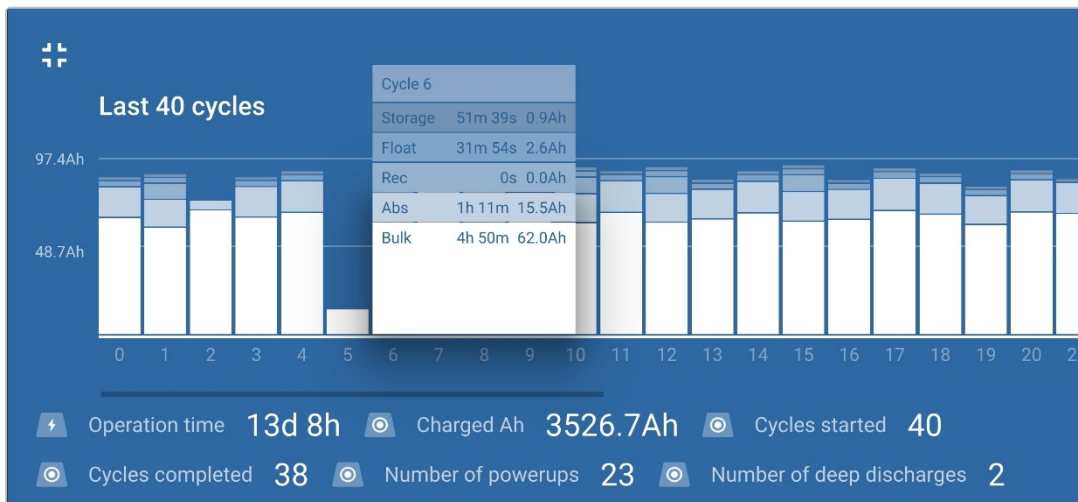 Last 40 cycles
97.4Ah
48.7Ah
Cycle 6
Storage 51m 39s 0.9Ah
Float 31m 54s 2.6Ah
Rec 0s 0.0Ah
Abs 1h 11m 15.5Ah
Bulk 4h 50m 62.0Ah
0 1 2 3 4 5 6 7 8 9 10 11 12 13 14 15 16 17 18 19 20
Operation time 13d 8h Charged Ah 3526.7Ah Cycles started 40
Cycles completed 38 Number of powerups 23 Number of deep discharges 2